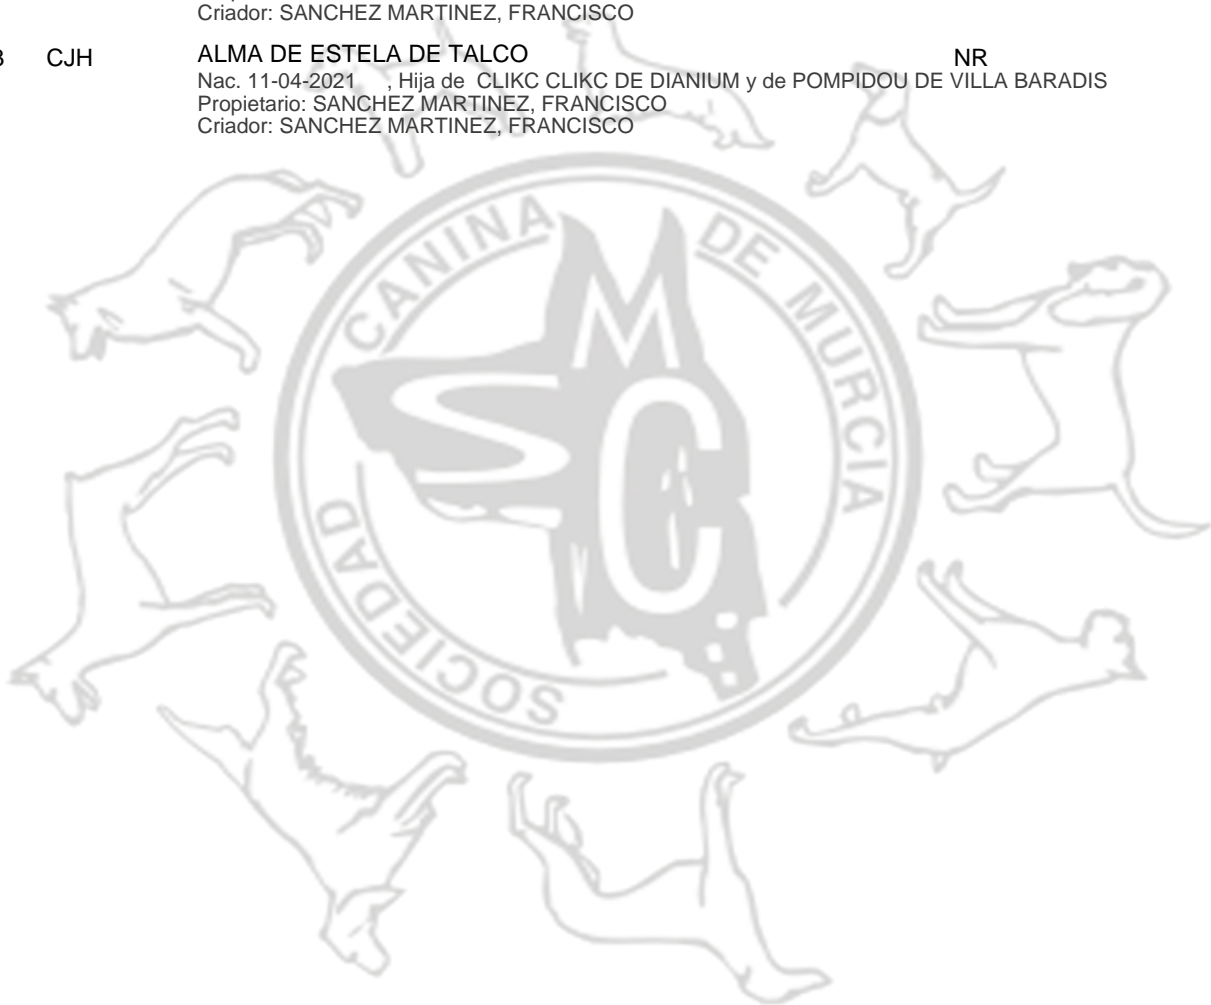 Criador: SANCHEZ MARTINEZ, FRANCISCO
CJH ALMA DE ESTELA DE TALCO NR
Nac. 11-04-2021 , Hija de CLIKC CLIKC DE DIANIUM y de POMPIDOU DE VILLA BARADIS
Propietario: SANCHEZ MARTINEZ, FRANCISCO
Criador: SANCHEZ MARTINEZ, FRANCISCO
SOCIEDAD CANINA DE MURCIA
M
S
C